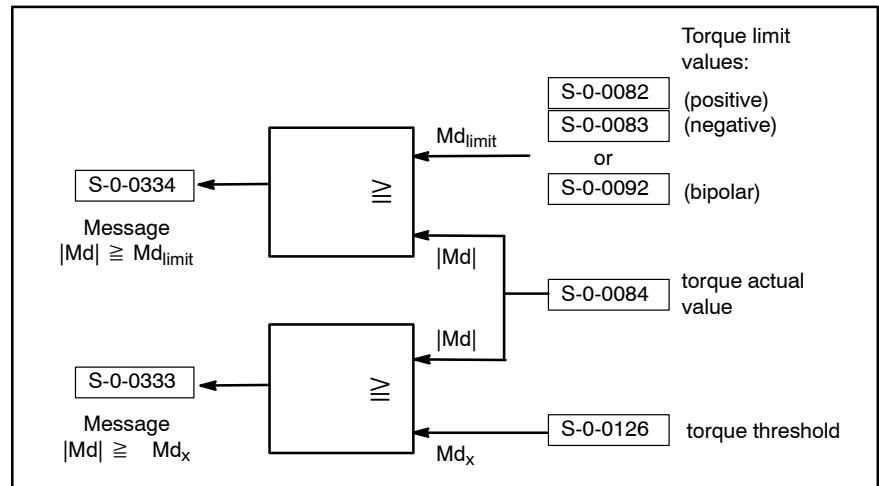 Torque limit
values:
S-0-0082 (positive)
S-0-0083 (negative)
or
S-0-0092 (bipolar)
Md_limit
≧
S-0-0334
Message
|Md| ≧ Md_limit
|Md|
S-0-0084 torque actual
value
|Md|
≧
S-0-0333
Message
|Md| ≧ Md_x
Md_x
S-0-0126 torque threshold